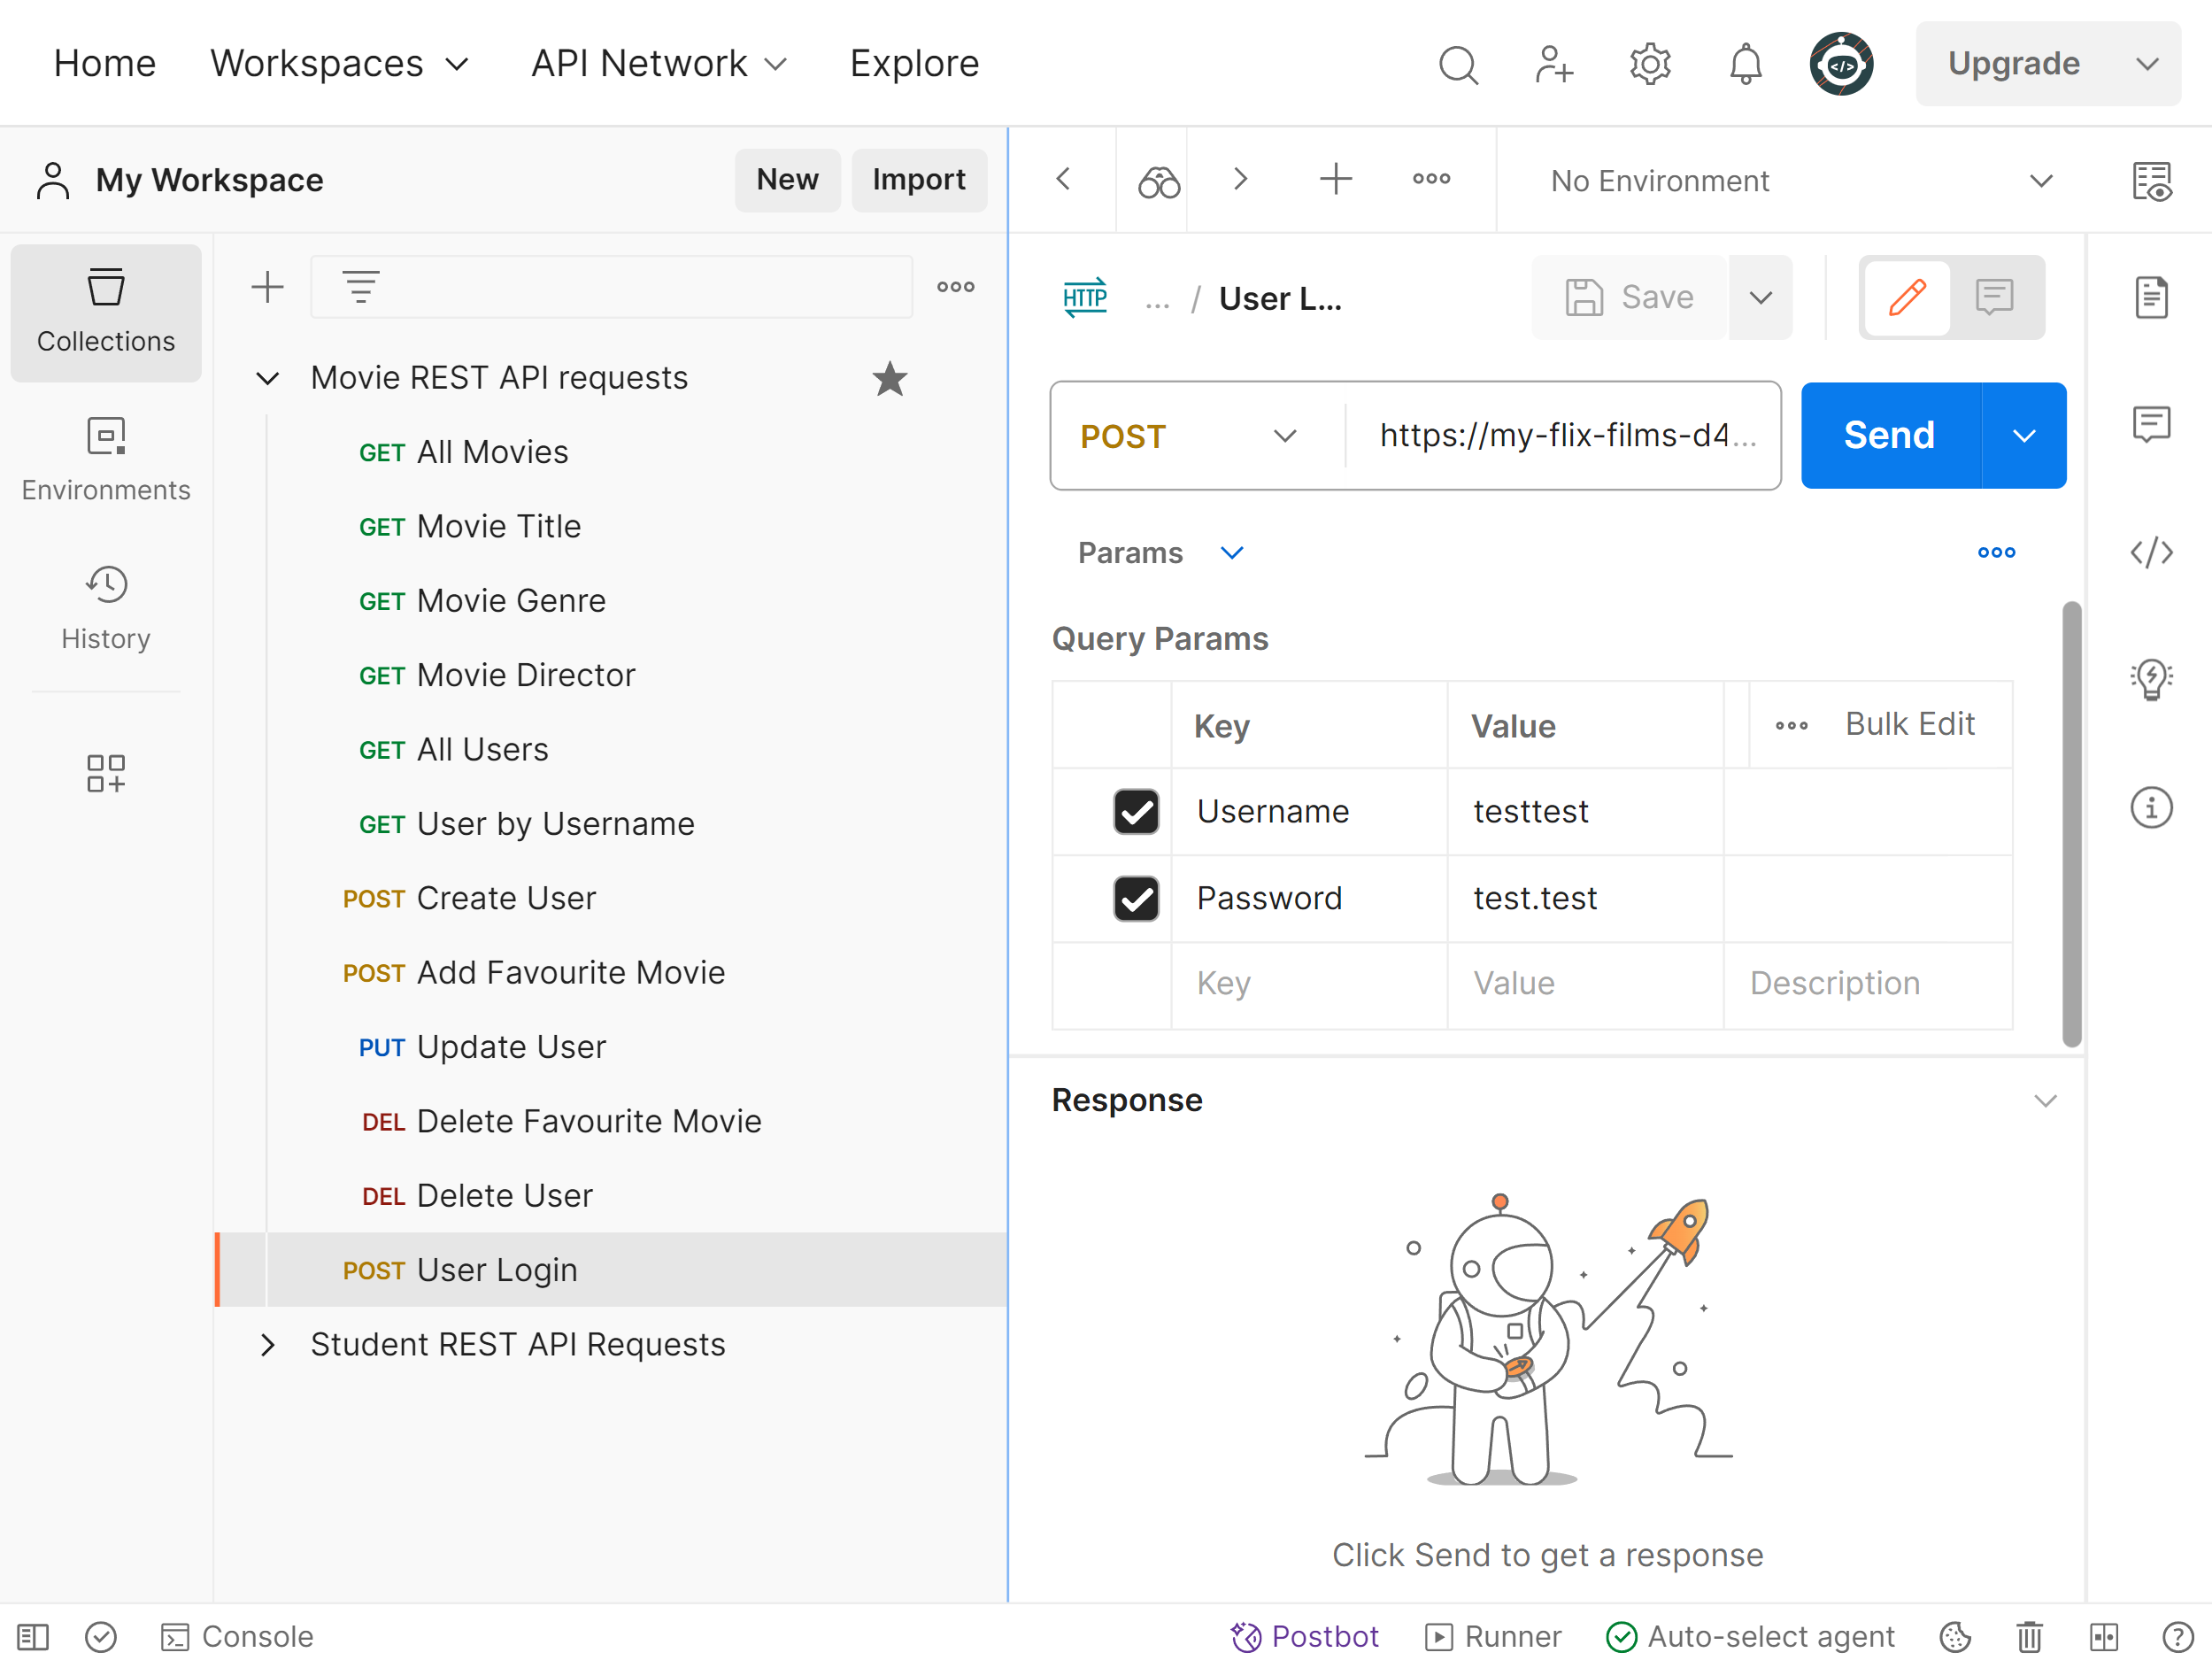 Home Workspaces API Network Explore Upgrade
My Workspace New Import No Environment
Collections
Environments
History
Movie REST API requests
GET All Movies
GET Movie Title
GET Movie Genre
GET Movie Director
GET All Users
GET User by Username
POST Create User
POST Add Favourite Movie
PUT Update User
DEL Delete Favourite Movie
DEL Delete User
POST User Login
Student REST API Requests
HTTP ... / User L... Save
POST https://my-flix-films-d4... Send
Params
Query Params
Key Value Bulk Edit
Username testtest
Password test.test
Key Value Description
Response
Click Send to get a response
Console Postbot Runner Auto-select agent